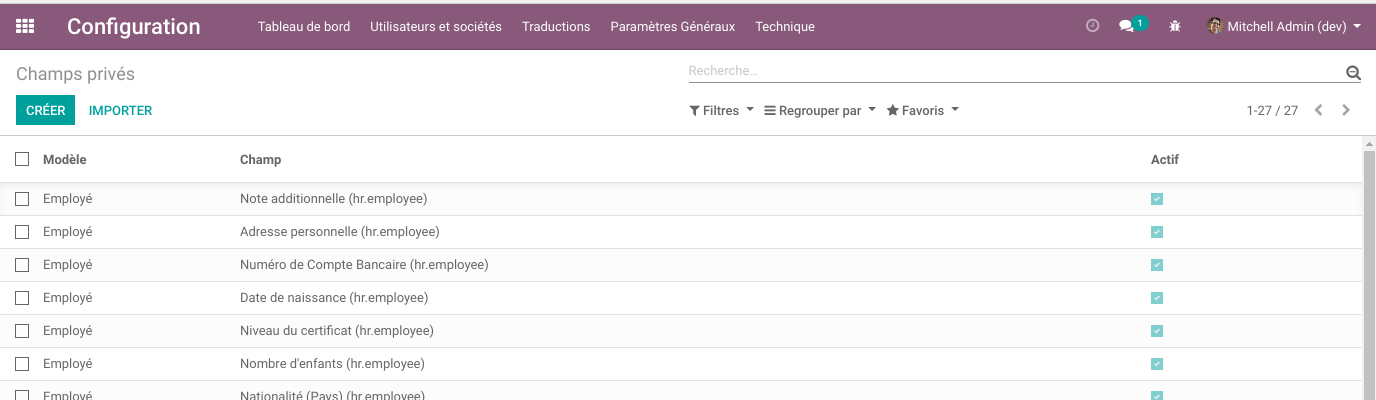 Configuration Tableau de bord Utilisateurs et sociétés Traductions Paramètres Généraux Technique 1 Mitchell Admin (dev)
Champs privés Recherche...
CRÉER IMPORTER Filtres Regrouper par Favoris 1-27 / 27
Modèle Champ Actif
Employé Note additionnelle (hr.employee)
Employé Adresse personnelle (hr.employee)
Employé Numéro de Compte Bancaire (hr.employee)
Employé Date de naissance (hr.employee)
Employé Niveau du certificat (hr.employee)
Employé Nombre d'enfants (hr.employee)
Employé Nationalité (Pays) (hr.employee)